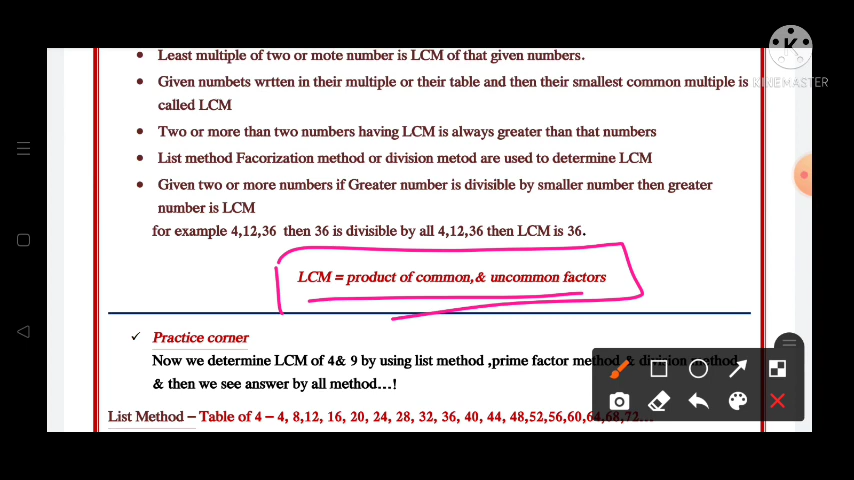 Least multiple of two or mote number is LCM of that given numbers.
Given numbets wrtten in their multiple or their table and then their smallest common multiple is
called LCM
Two or more than two numbers having LCM is always greater than that numbers
List method Facorization method or division metod are used to determine LCM
Given two or more numbers if Greater number is divisible by smaller number then greater
number is LCM
for example 4,12,36 then 36 is divisible by all 4,12,36 then LCM is 36.
LCM = product of common,& uncommon factors
Practice corner
Now we determine LCM of 4& 9 by using list method ,prime factor method & division method
& then we see answer by all method...!
List Method – Table of 4 – 4, 8,12, 16, 20, 24, 28, 32, 36, 40, 44, 48,52,56,60,64,68,72...
K
KINEMASTER